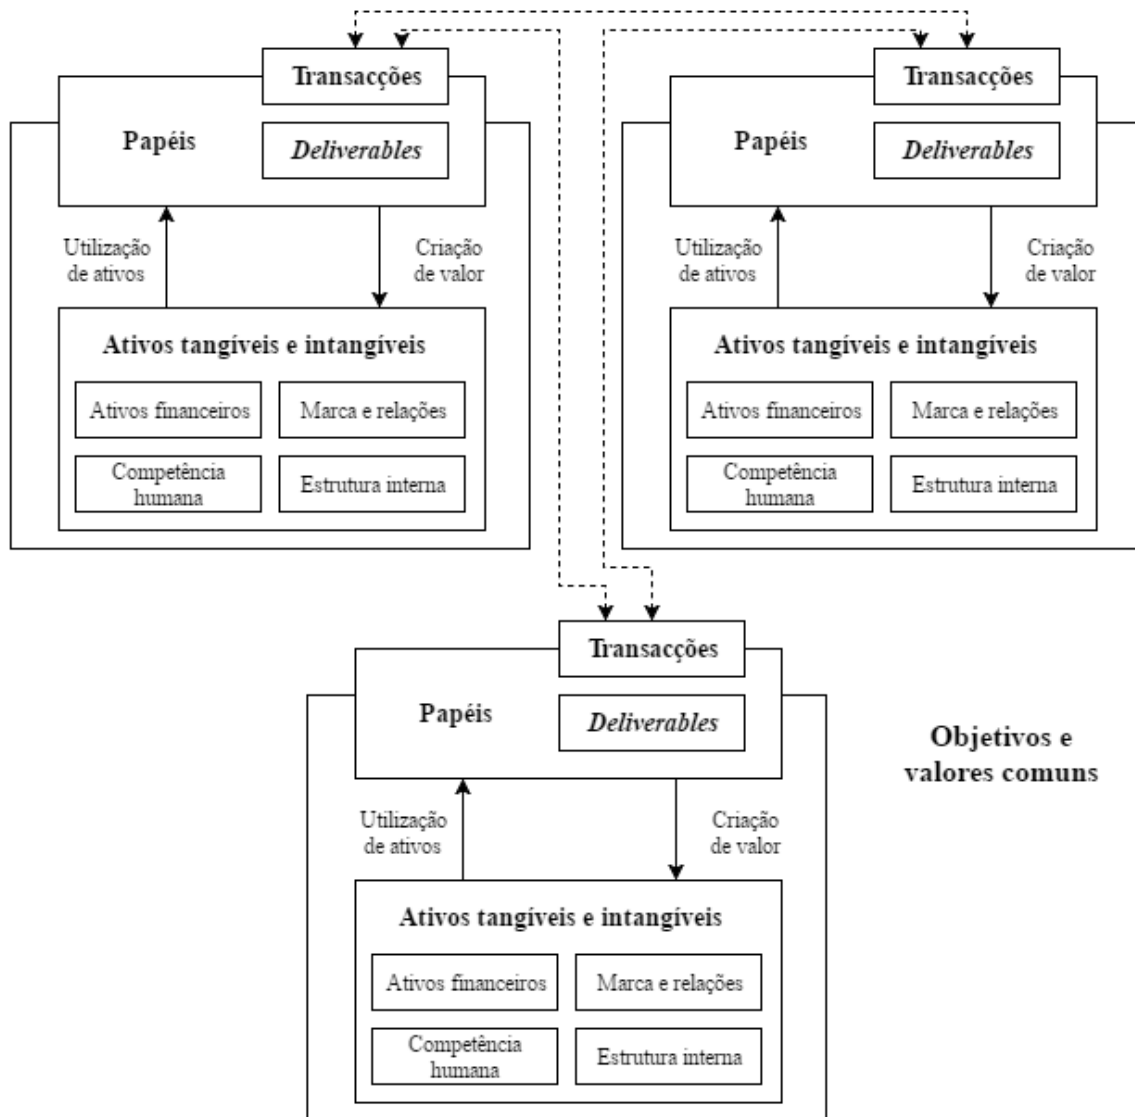 Transacções
Papéis
Deliverables
Utilização
de ativos
Criação
de valor
Ativos tangíveis e intangíveis
Ativos financeiros
Marca e relações
Competência
humana
Estrutura interna
Transacções
Papéis
Deliverables
Utilização
de ativos
Criação
de valor
Ativos tangíveis e intangíveis
Ativos financeiros
Marca e relações
Competência
humana
Estrutura interna
Transacções
Papéis
Deliverables
Utilização
de ativos
Criação
de valor
Ativos tangíveis e intangíveis
Ativos financeiros
Marca e relações
Competência
humana
Estrutura interna
Objetivos e
valores comuns